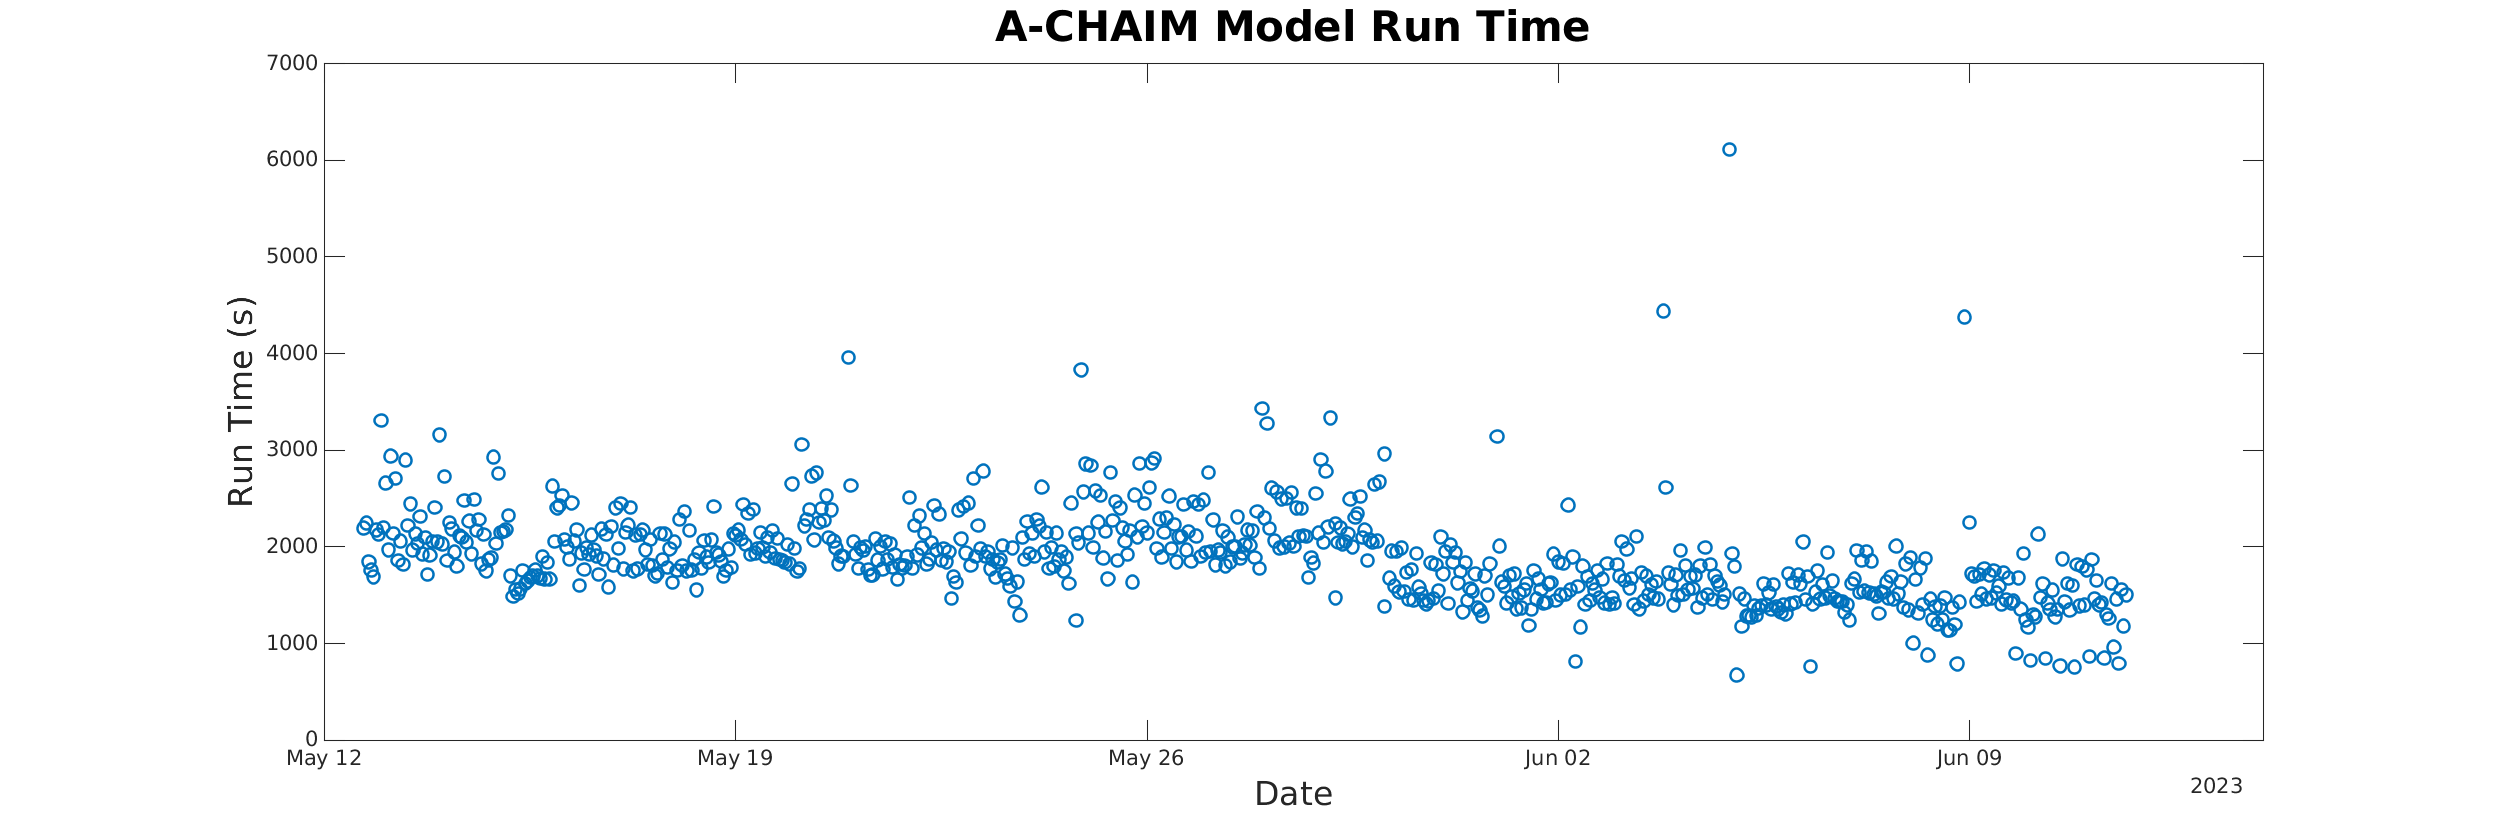 A-CHAIM Model Run Time
7000
6000
5000
4000
3000
2000
1000
0
Run Time (s)
May 12
May 19
May 26
Jun 02
Jun 09
2023
Date